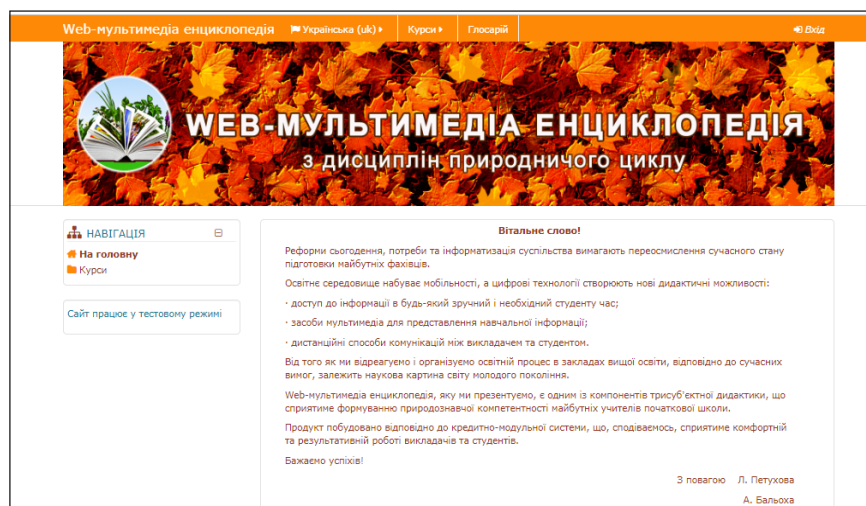 Web-мультимедіа енциклопедія Українська (uk) Курси Глосарій Вхід
WEB-МУЛЬТИМЕДІА ЕНЦИКЛОПЕДІЯ
з дисциплін природничого циклу
НАВІГАЦІЯ
На головну
Курси
Сайт працює у тестовому режимі
Вітальне слово!
Реформи сьогодення, потреби та інформатизація суспільства вимагають переосмислення сучасного стану
підготовки майбутніх фахівців.
Освітнє середовище набуває мобільності, а цифрові технології створюють нові дидактичні можливості:
· доступ до інформації в будь-який зручний і необхідний студенту час;
· засоби мультимедіа для представлення навчальної інформації;
· дистанційні способи комунікацій між викладачем та студентом.
Від того як ми відреагуємо і організуємо освітній процес в закладах вищої освіти, відповідно до сучасних
вимог, залежить наукова картина світу молодого покоління.
Web-мультимедіа енциклопедія, яку ми презентуємо, є одним із компонентів трисуб'єктної дидактики, що
сприятиме формуванню природознавчої компетентності майбутніх учителів початкової школи.
Продукт побудовано відповідно до кредитно-модульної системи, що, сподіваємось, сприятиме комфортній
та результативній роботі викладачів та студентів.
Бажаємо успіхів!
З повагою Л. Петухова
А. Бальоха